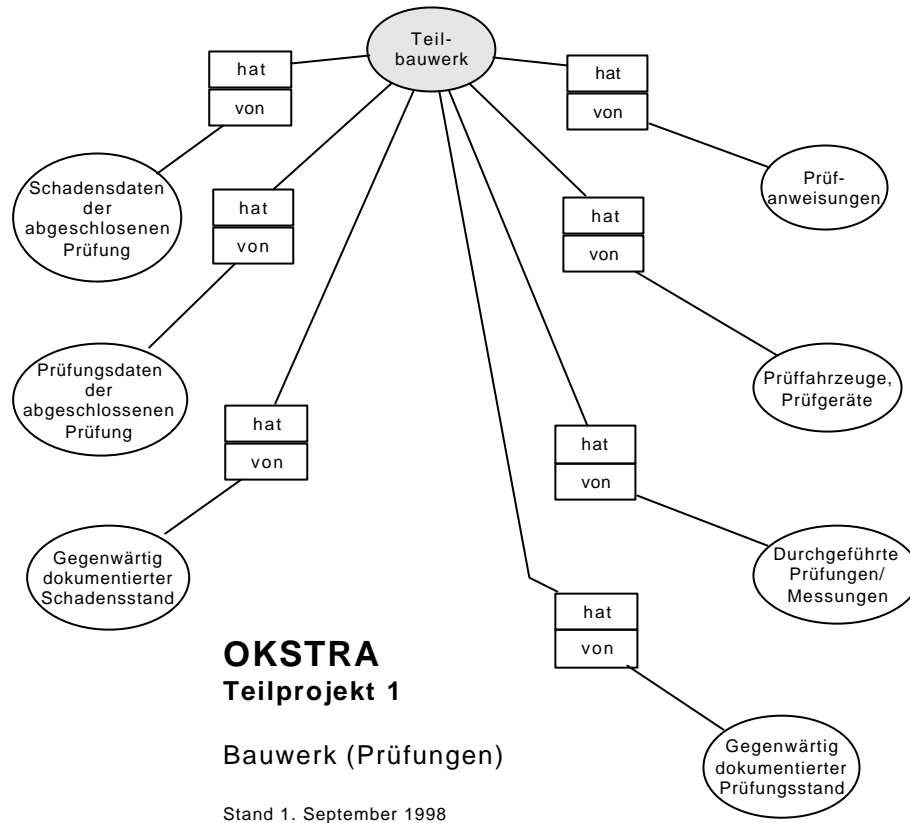 Teil-
bauwerk
hat
von
hat
von
Schadensdaten
der
abgeschlosenen
Prüfung
Prüf-
anweisungen
hat
von
hat
von
Prüfungsdaten
der
abgeschlossenen
Prüfung
Prüffahrzeuge,
Prüfgeräte
hat
von
hat
von
Gegenwärtig
dokumentierter
Schadensstand
Durchgeführte
Prüfungen/
Messungen
hat
von
OKSTRA
Teilprojekt 1
Bauwerk (Prüfungen)
Gegenwärtig
dokumentierter
Prüfungsstand
Stand 1. September 1998